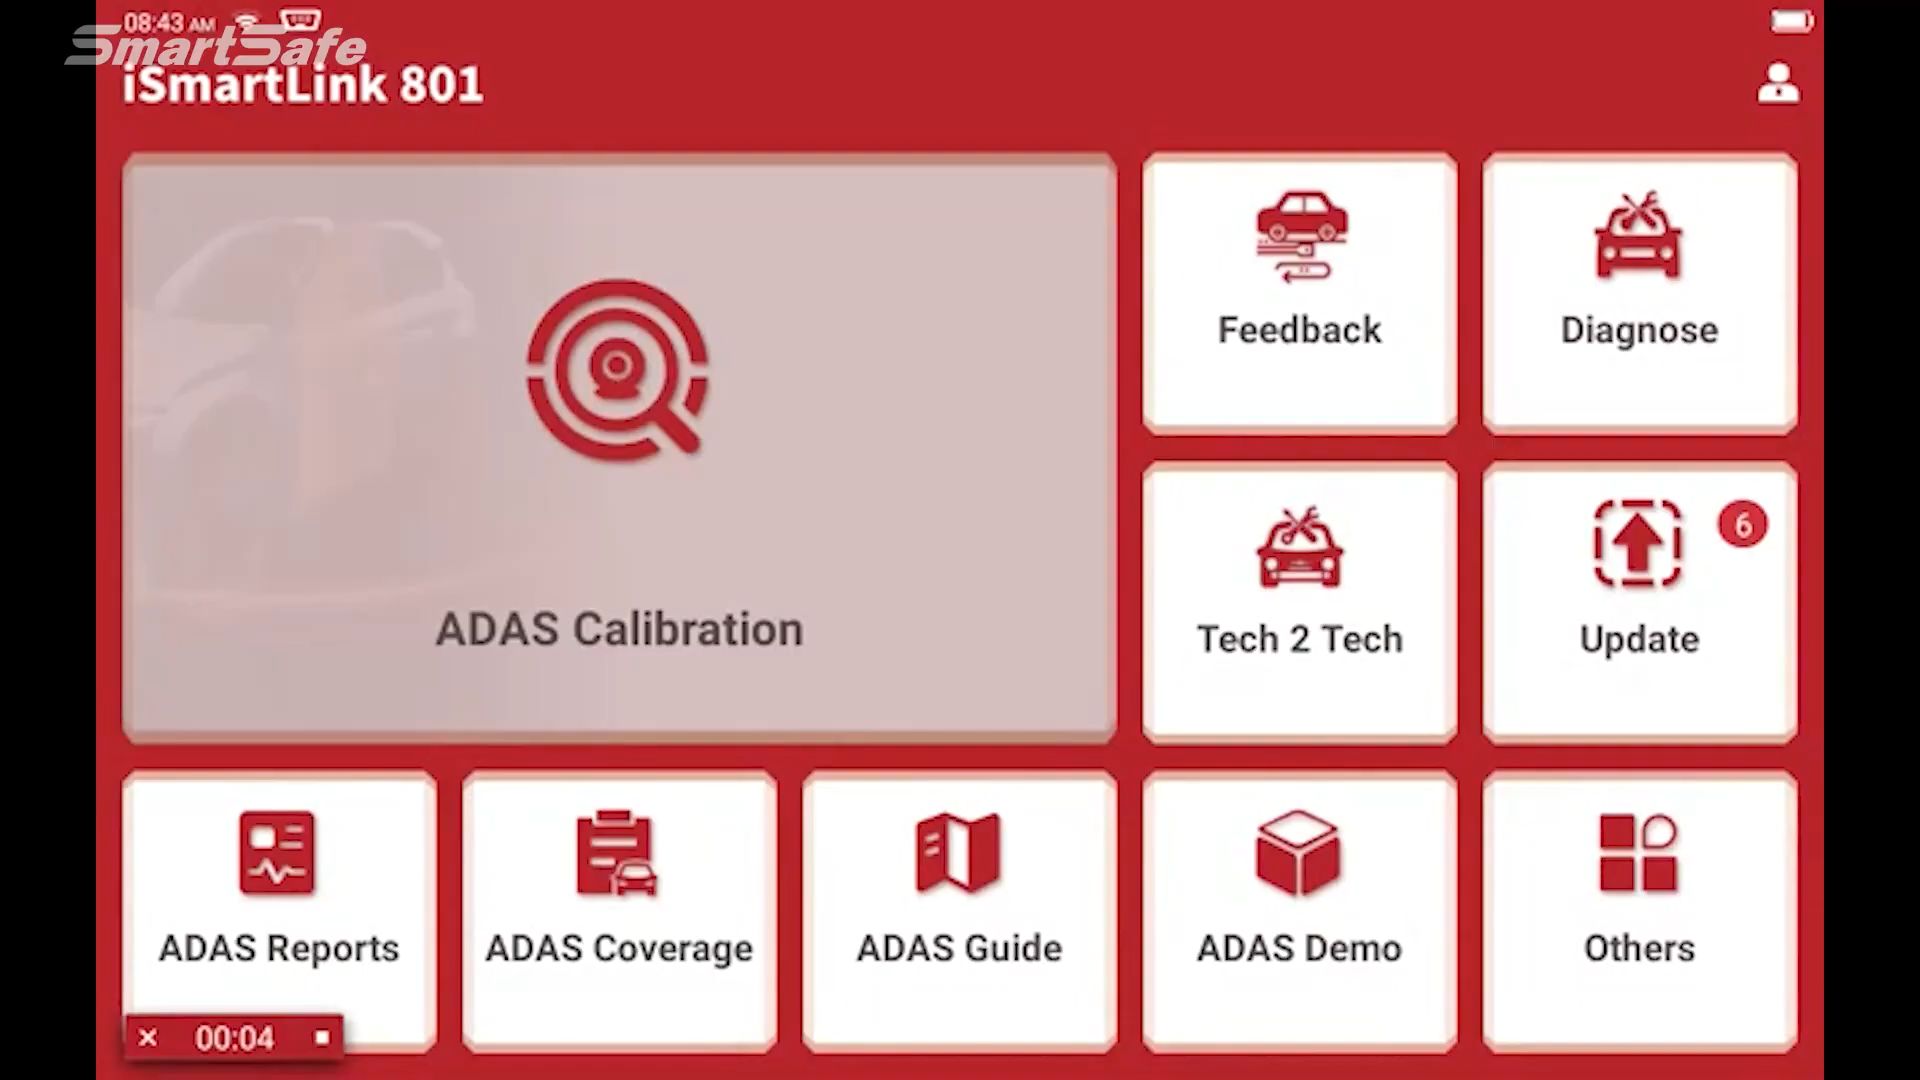 08:43 AM
SmartSafe
iSmartLink 801
ADAS Calibration
Feedback
Diagnose
Tech 2 Tech
Update
6
ADAS Reports
ADAS Coverage
ADAS Guide
ADAS Demo
Others
00:04